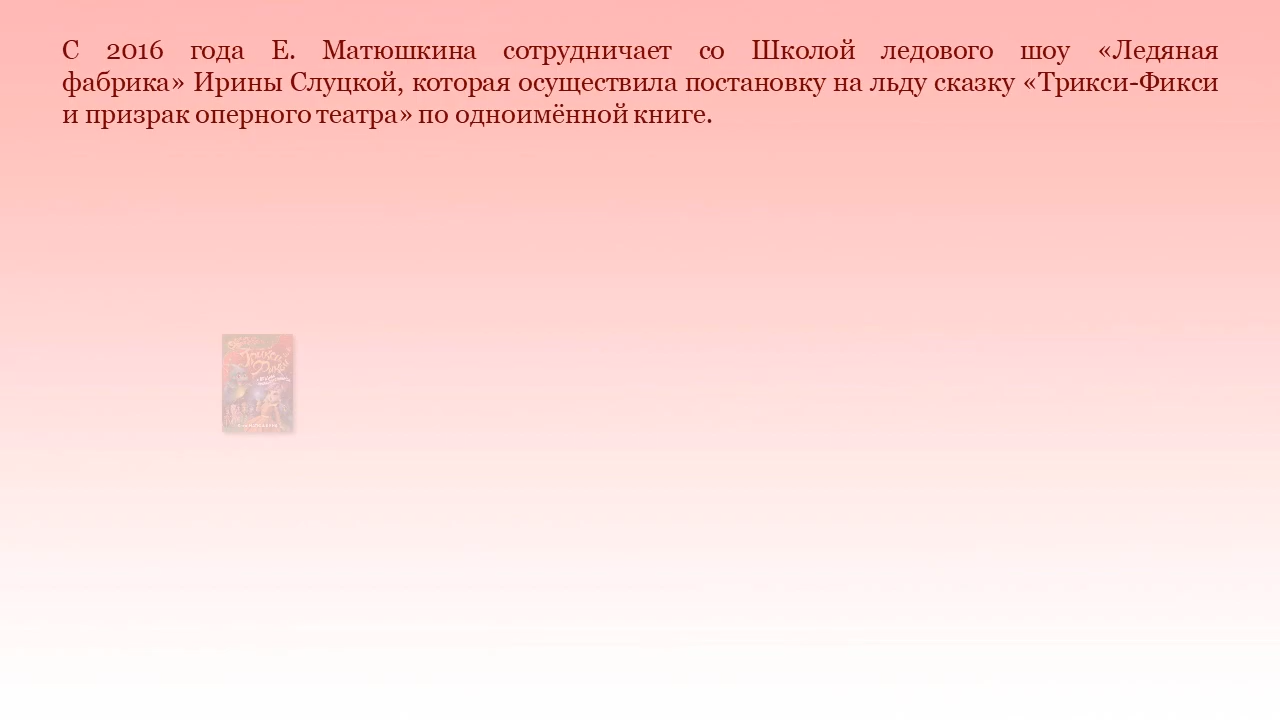 С 2016 года Е. Матюшкина сотрудничает со Школой ледового шоу «Ледяная
фабрика» Ирины Слуцкой, которая осуществила постановку на льду сказку «Трикси-Фикси
и призрак оперного театра» по одноимённой книге.